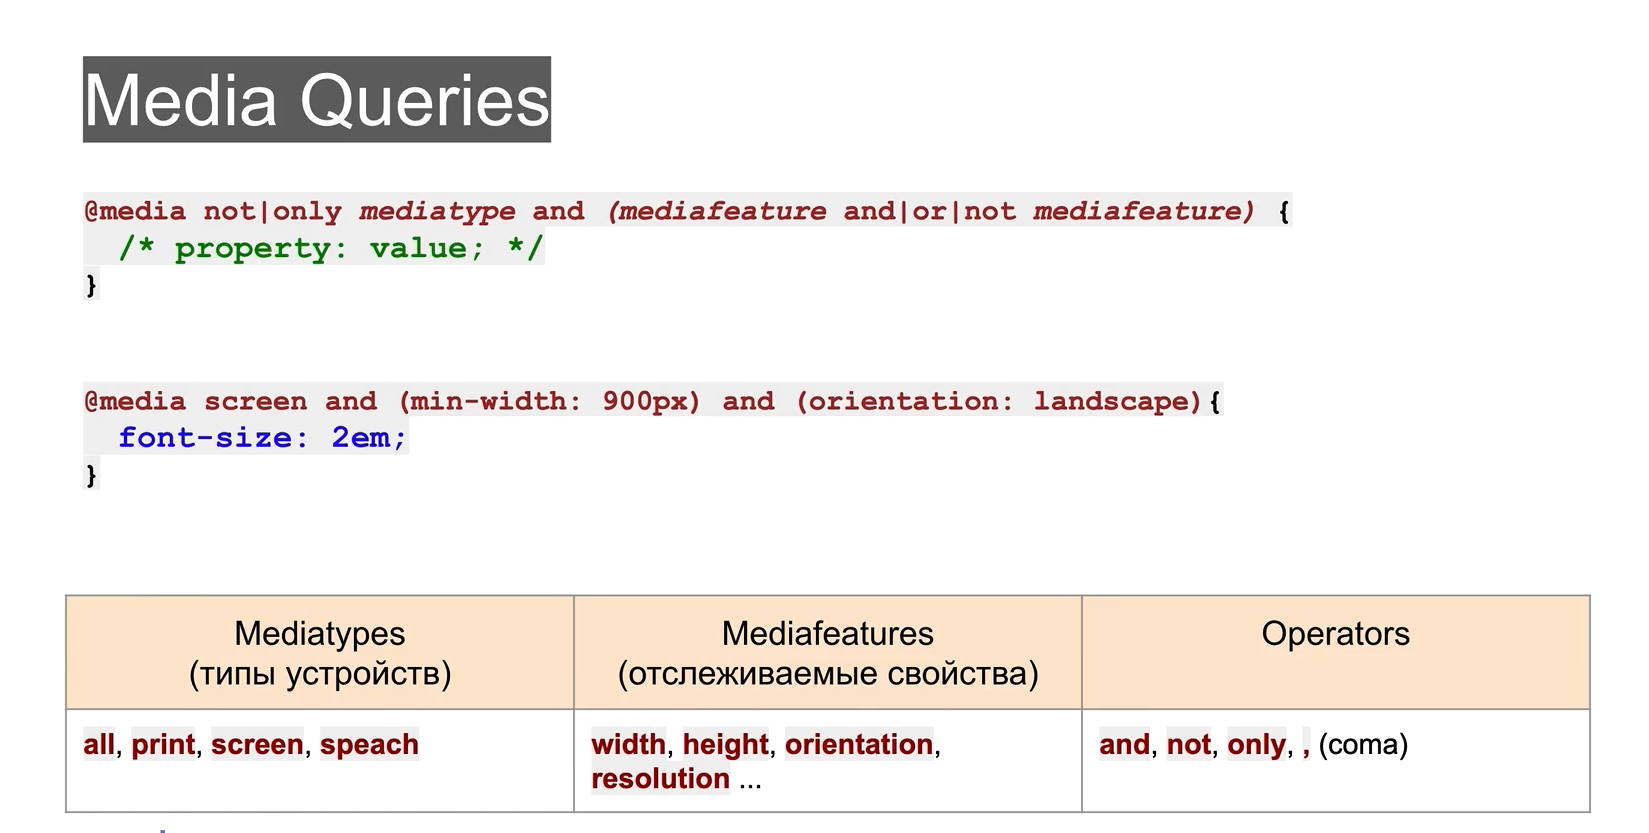 Media Queries
@media not|only mediatype and (mediafeature and|or|not mediafeature) {
/* property: value; */
}
@media screen and (min-width: 900px) and (orientation: landscape){
font-size: 2em;
}
Mediatypes
(типы устройств)
Mediafeatures
(отслеживаемые свойства)
Operators
all, print, screen, speach
width, height, orientation,
resolution ...
and, not, only, , (coma)